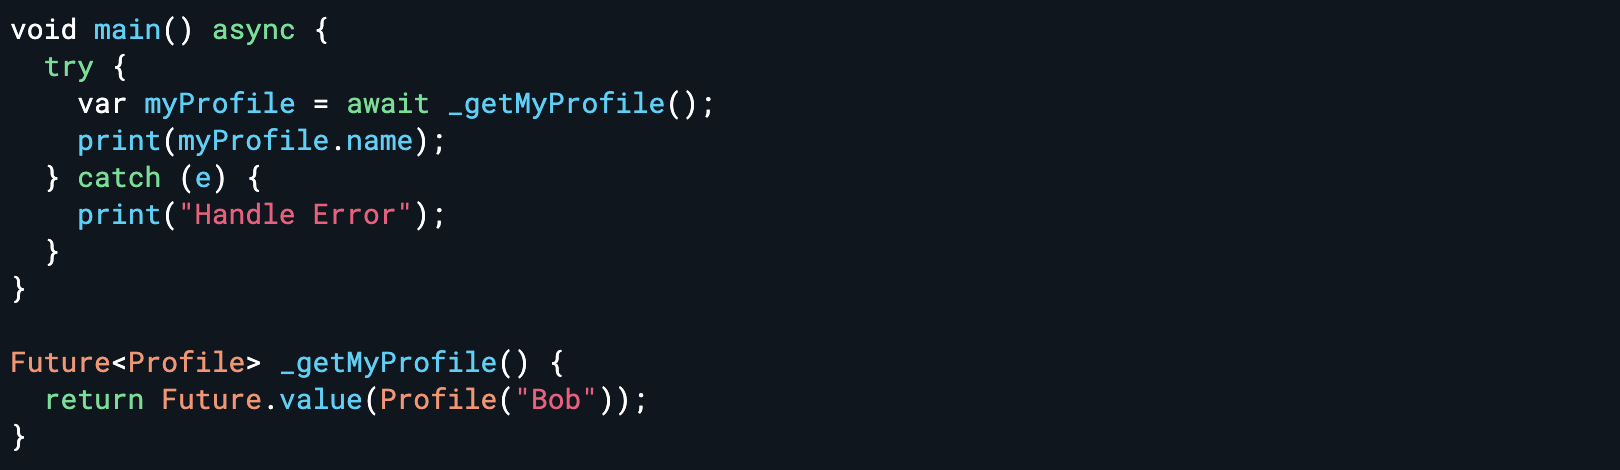 void main() async {
  try {
    var myProfile = await _getMyProfile();
    print(myProfile.name);
  } catch (e) {
    print("Handle Error");
  }
}

Future<Profile> _getMyProfile() {
  return Future.value(Profile("Bob"));
}